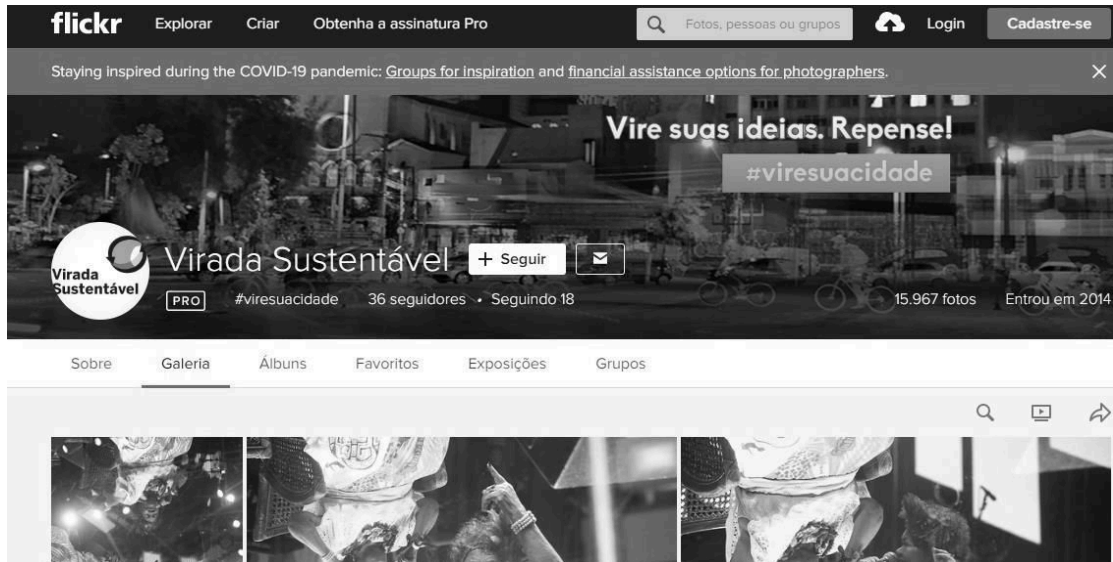 flickr Explorar Criar Obtenha a assinatura Pro Fotos, pessoas ou grupos Login Cadastre-se
Staying inspired during the COVID-19 pandemic: Groups for inspiration and financial assistance options for photographers.
Vire suas ideias. Repense!
#viresuacidade
Virada
Sustentável
Virada Sustentável + Seguir
PRO #viresuacidade 36 seguidores • Seguindo 18 15.967 fotos Entrou em 2014
Sobre Galeria Álbuns Favoritos Exposições Grupos